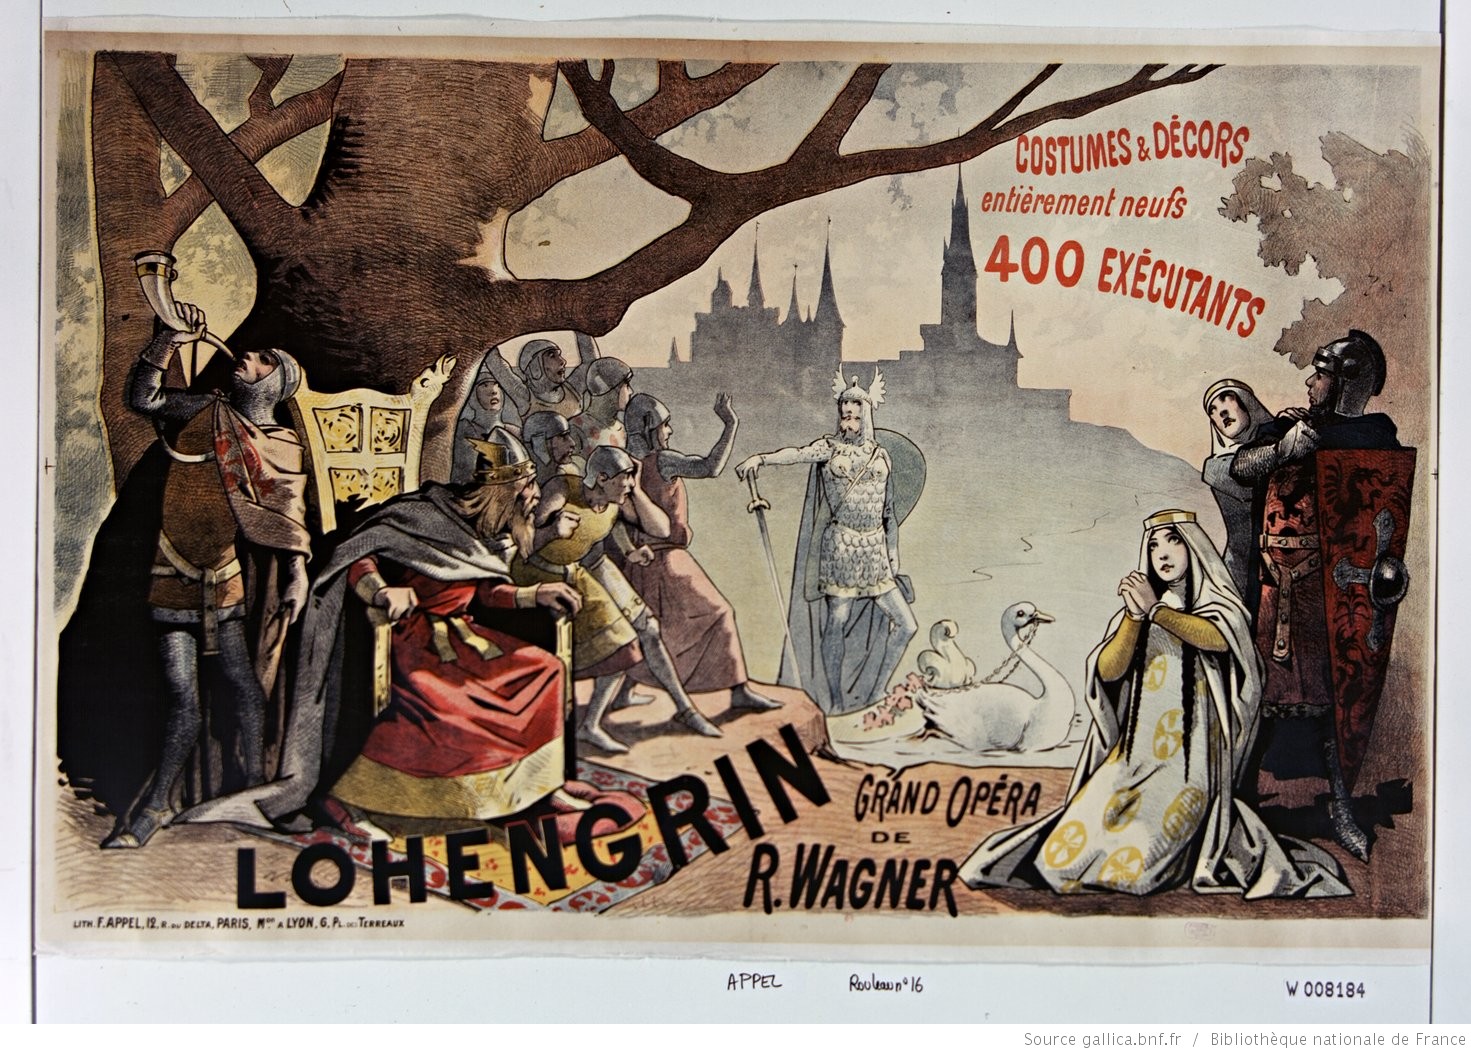 COSTUMES & DÉCORS
entièrement neufs
400 EXÉCUTANTS
LOHENGRIN
GRAND OPÉRA
DE
R. WAGNER
LITH. F. APPEL, 12, R. DU DELTA, PARIS, Mon A LYON, 6, PL. DES TERREAUX
APPEL Rouleau n° 16
W 008184
Source gallica.bnf.fr / Bibliothèque nationale de France